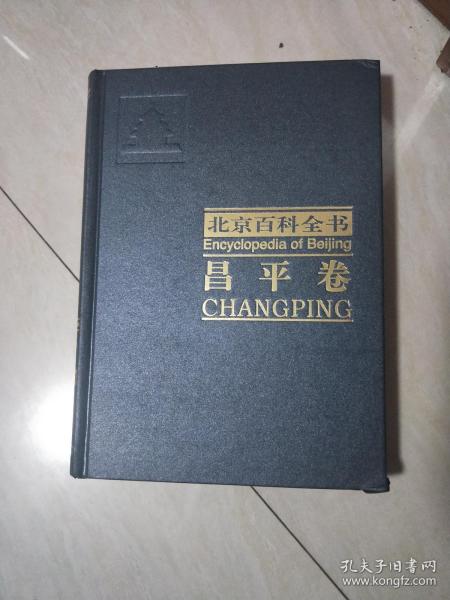 北京百科全书
Encyclopedia of Beijing
昌平卷
CHANGPING
孔夫子旧书网
www.kongfz.com